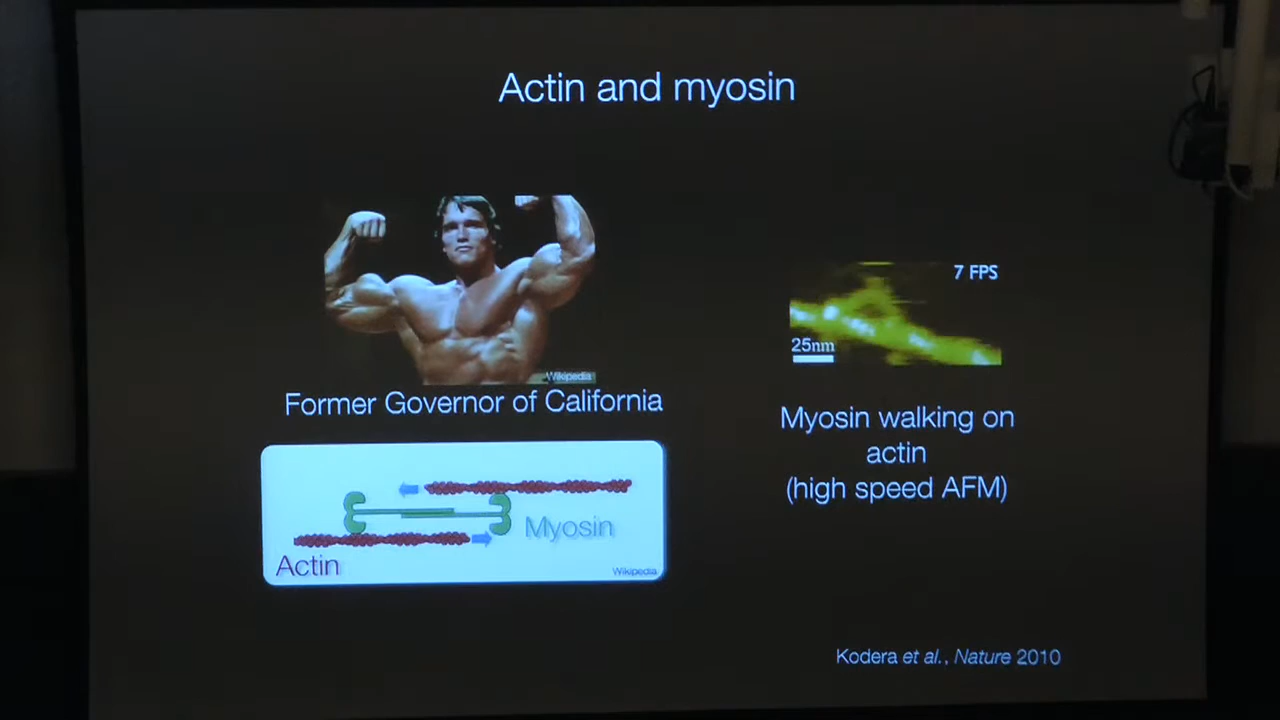 Actin and myosin
Wikipedia
Former Governor of California
Myosin
Actin
Wikipedia
7 FPS
25nm
Myosin walking on
actin
(high speed AFM)
Kodera et al., Nature 2010